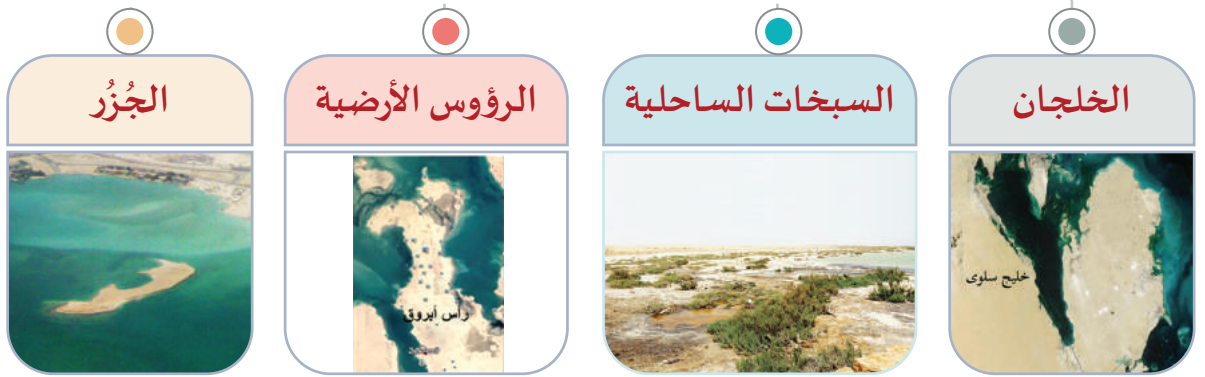 الخلجان
السبخات الساحلية
الرؤوس الأرضية
الجُزُر
خليج سلوى
رأس أبروق